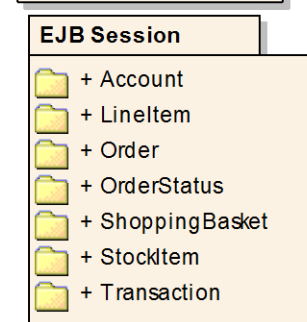 EJB Session
+ Account
+ LineItem
+ Order
+ OrderStatus
+ ShoppingBasket
+ StockItem
+ Transaction